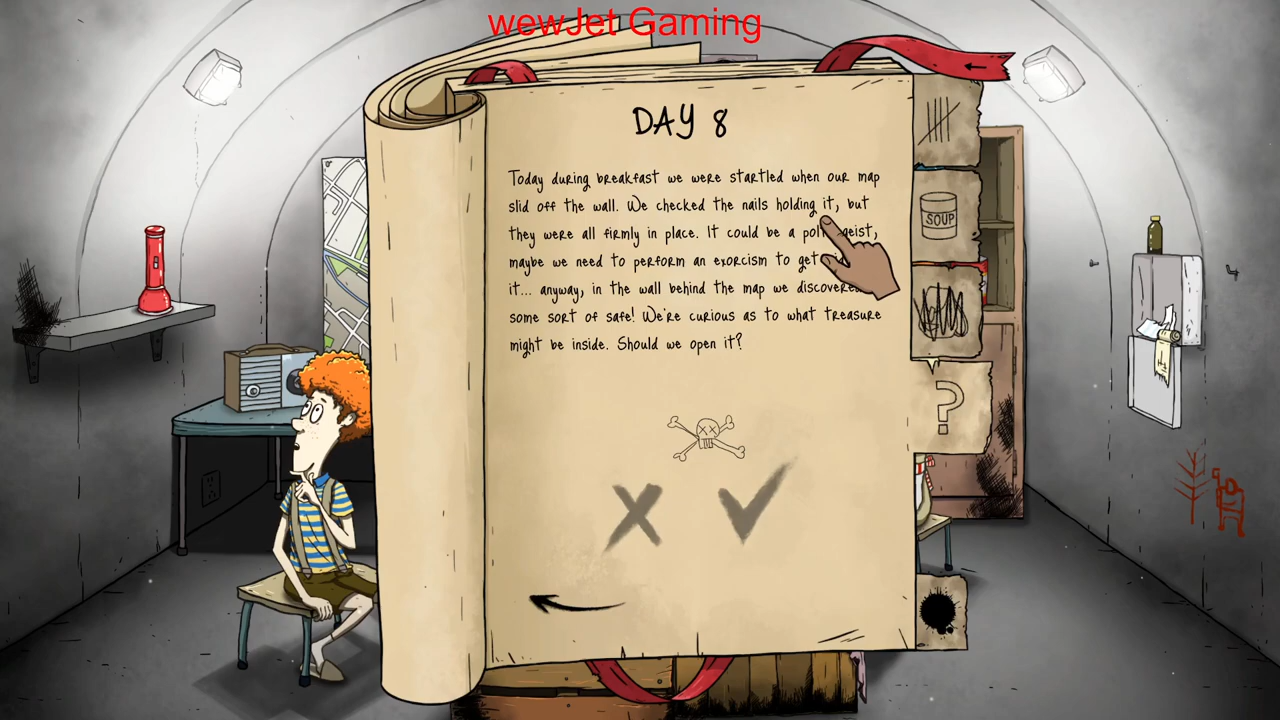 wewJet Gaming
DAY 8
Today during breakfast we were startled when our map
slid off the wall. We checked the nails holding it, but
they were all firmly in place. It could be a
maybe we need to perform an exorcism to get
it... anyway, in the wall behind the map we
some sort of safe! We're curious as to what treasure
might be inside. Should we open it?
SOUP
?